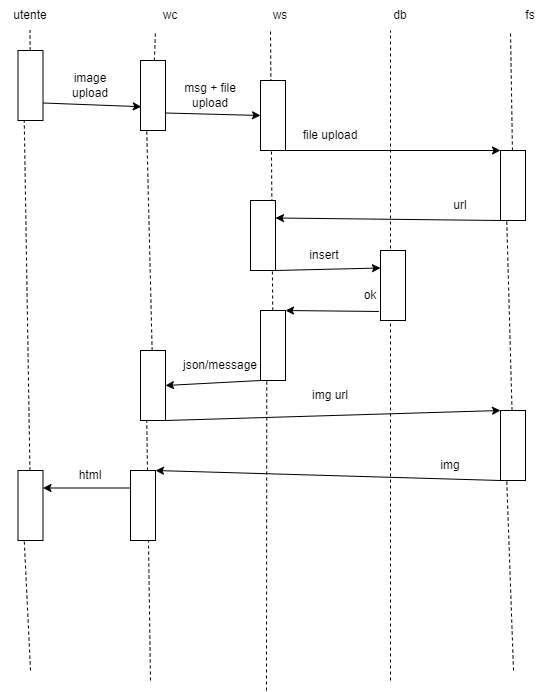 utente
wc
ws
db
fs
image
upload
msg + file
upload
file upload
url
insert
ok
json/message
img url
img
html